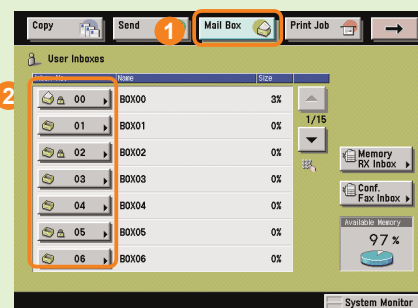 Copy Send 1 Mail Box Print Job
User Inboxes
Name Size
2
00 BOX00 3%
01 BOX01 0%
02 BOX02 0%
03 BOX03 0%
04 BOX04 0%
05 BOX05 0%
06 BOX06 0%
1/15
Memory
RX Inbox
Conf.
Fax Inbox
Available Memory
97 %
System Monitor